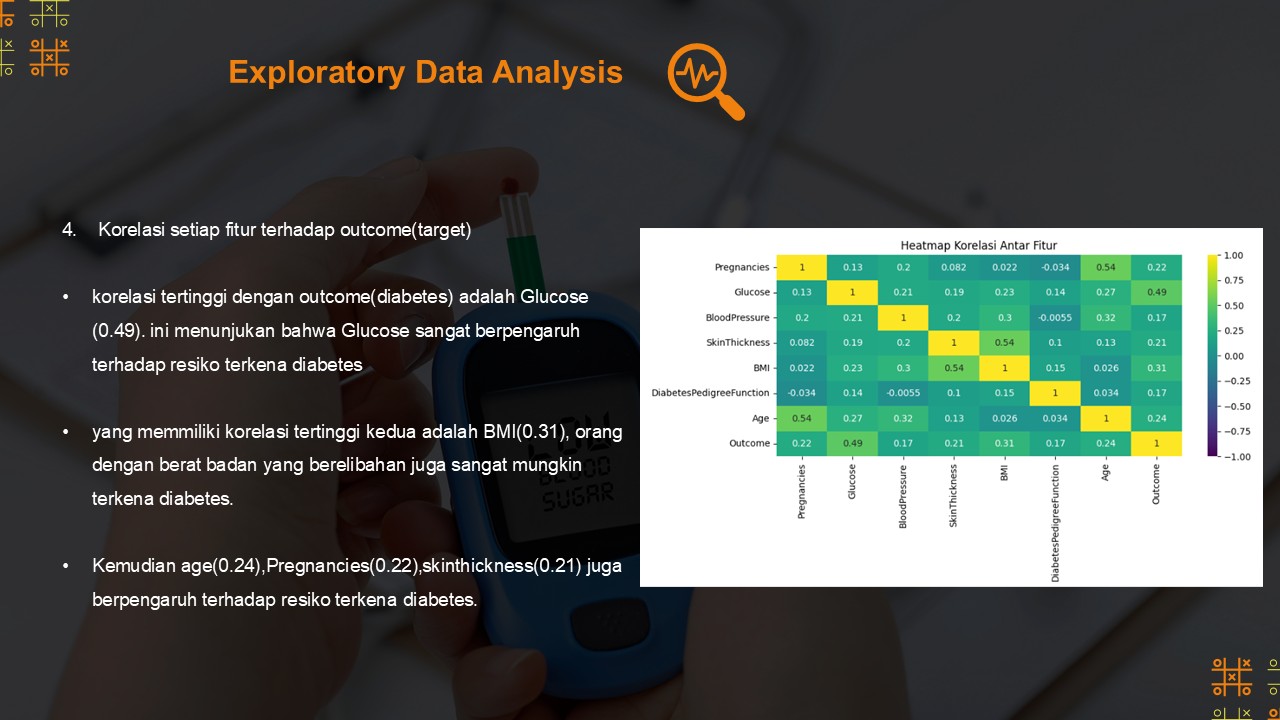 Exploratory Data Analysis
4. Korelasi setiap fitur terhadap outcome(target)
• korelasi tertinggi dengan outcome(diabetes) adalah Glucose
(0.49). ini menunjukan bahwa Glucose sangat berpengaruh
terhadap resiko terkena diabetes
• yang memmiliki korelasi tertinggi kedua adalah BMI(0.31), orang
dengan berat badan yang berelibahan juga sangat mungkin
terkena diabetes.
• Kemudian age(0.24),Pregnancies(0.22),skinthickness(0.21) juga
berpengaruh terhadap resiko terkena diabetes.
Heatmap Korelasi Antar Fitur
Pregnancies 1 0.13 0.2 0.082 0.022 -0.034 0.54 0.22
Glucose 0.13 1 0.21 0.19 0.23 0.14 0.27 0.49
BloodPressure 0.2 0.21 1 0.2 0.3 -0.0055 0.32 0.17
SkinThickness 0.082 0.19 0.2 1 0.54 0.1 0.13 0.21
BMI 0.022 0.23 0.3 0.54 1 0.15 0.026 0.31
DiabetesPedigreeFunction -0.034 0.14 -0.0055 0.1 0.15 1 0.034 0.17
Age 0.54 0.27 0.32 0.13 0.026 0.034 1 0.24
Outcome 0.22 0.49 0.17 0.21 0.31 0.17 0.24 1
Pregnancies
Glucose
BloodPressure
SkinThickness
BMI
DiabetesPedigreeFunction
Age
Outcome
1.00
0.75
0.50
0.25
0.00
−0.25
−0.50
−0.75
−1.00
SUGAR